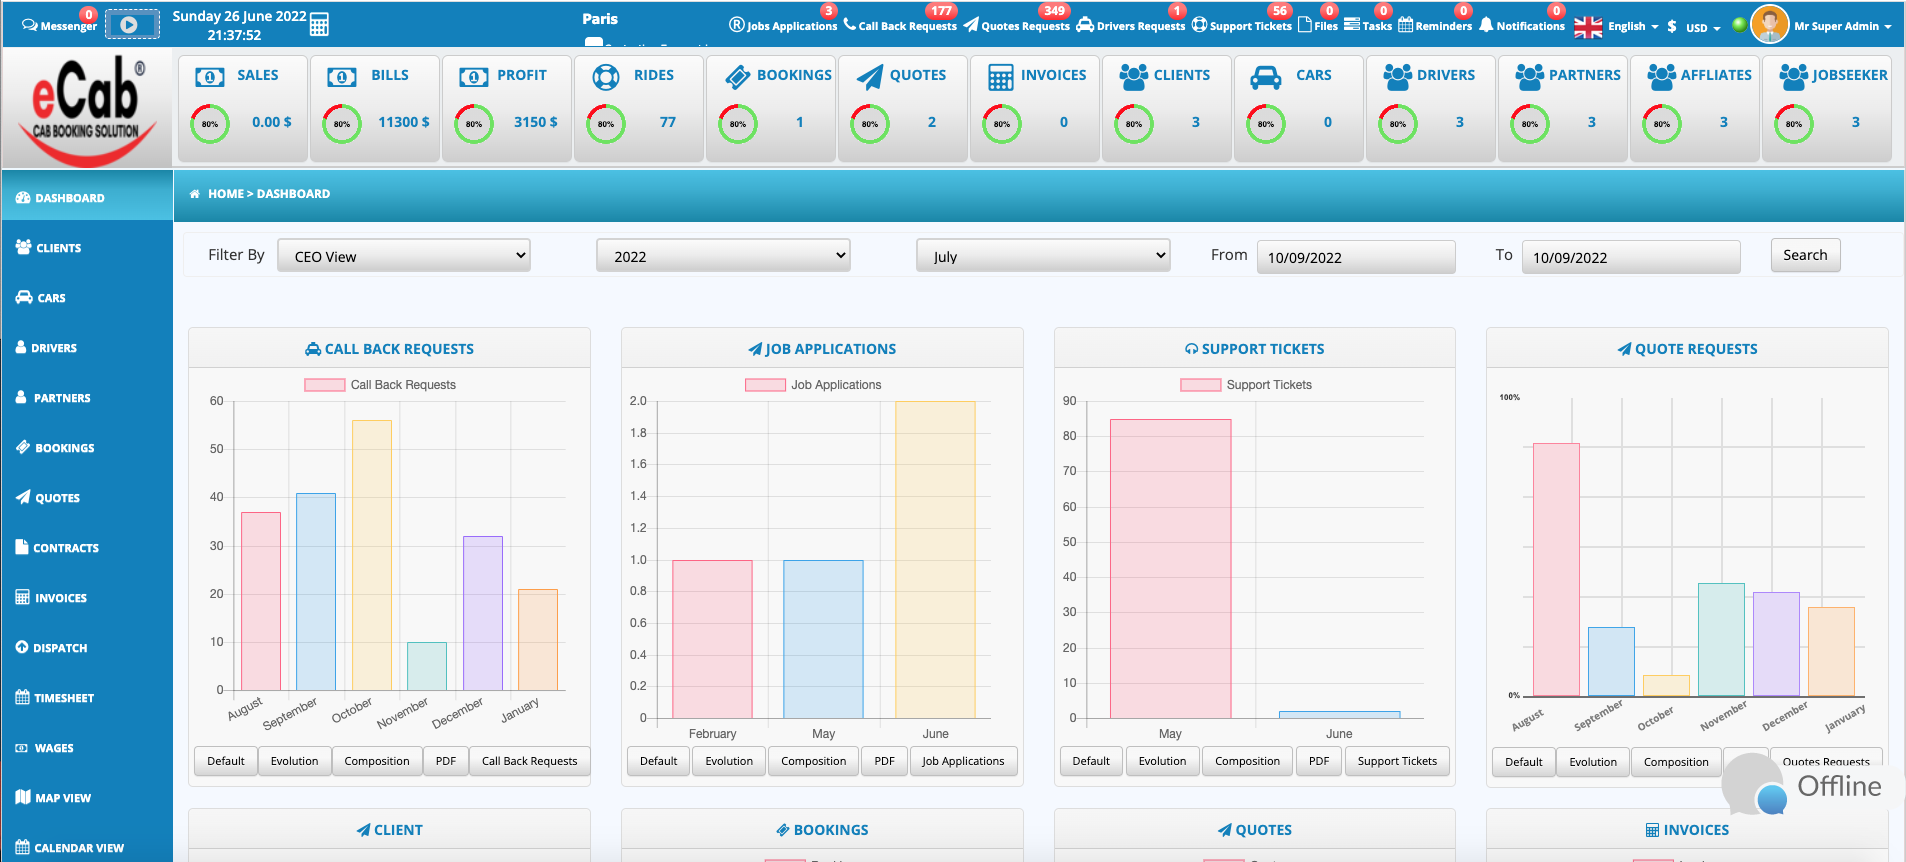 Messenger 0
Sunday 26 June 2022
21:37:52
Paris
Jobs Applications 3
Call Back Requests 177
Quotes Requests 349
Drivers Requests 1
Support Tickets 56
Files 0
Tasks 0
Reminders 0
Notifications 0
English
$ USD
Mr Super Admin
eCab ®
CAB BOOKING SOLUTION
SALES
80% 0.00 $
BILLS
80% 11300 $
PROFIT
80% 3150 $
RIDES
80% 77
BOOKINGS
80% 1
QUOTES
80% 2
INVOICES
80% 0
CLIENTS
80% 3
CARS
80% 0
DRIVERS
80% 3
PARTNERS
80% 3
AFFLIATES
80% 3
JOBSEEKER
80% 3
DASHBOARD
CLIENTS
CARS
DRIVERS
PARTNERS
BOOKINGS
QUOTES
CONTRACTS
INVOICES
DISPATCH
TIMESHEET
WAGES
MAP VIEW
CALENDAR VIEW
HOME > DASHBOARD
Filter By CEO View 2022 July From 10/09/2022 To 10/09/2022 Search
CALL BACK REQUESTS
Call Back Requests
60
50
40
30
20
10
0
August September October November December January
Default Evolution Composition PDF Call Back Requests
JOB APPLICATIONS
Job Applications
2.0
1.8
1.6
1.4
1.2
1.0
0.8
0.6
0.4
0.2
0
February May June
Default Evolution Composition PDF Job Applications
SUPPORT TICKETS
Support Tickets
90
80
70
60
50
40
30
20
10
0
May June
Default Evolution Composition PDF Support Tickets
QUOTE REQUESTS
100%
0%
August September October November December Janvuary
Default Evolution Composition Quotes Requests
Offline
CLIENT
BOOKINGS
QUOTES
INVOICES